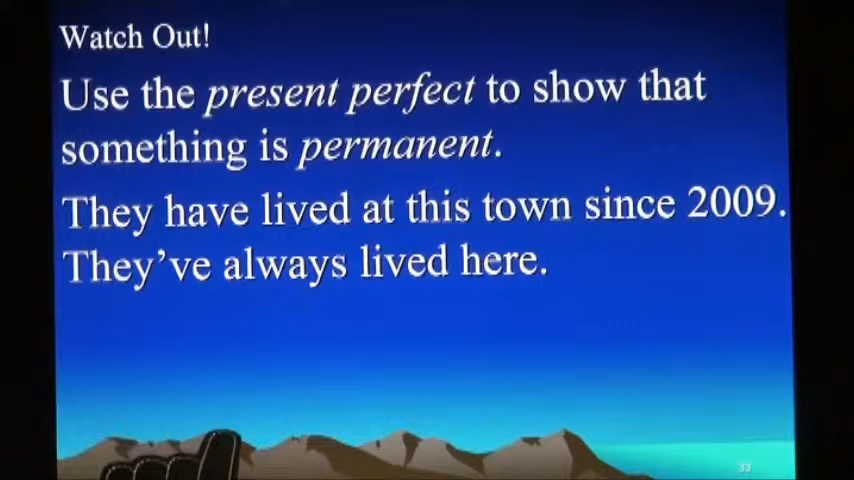 Watch Out!
Use the present perfect to show that
something is permanent.
They have lived at this town since 2009.
They've always lived here.
33